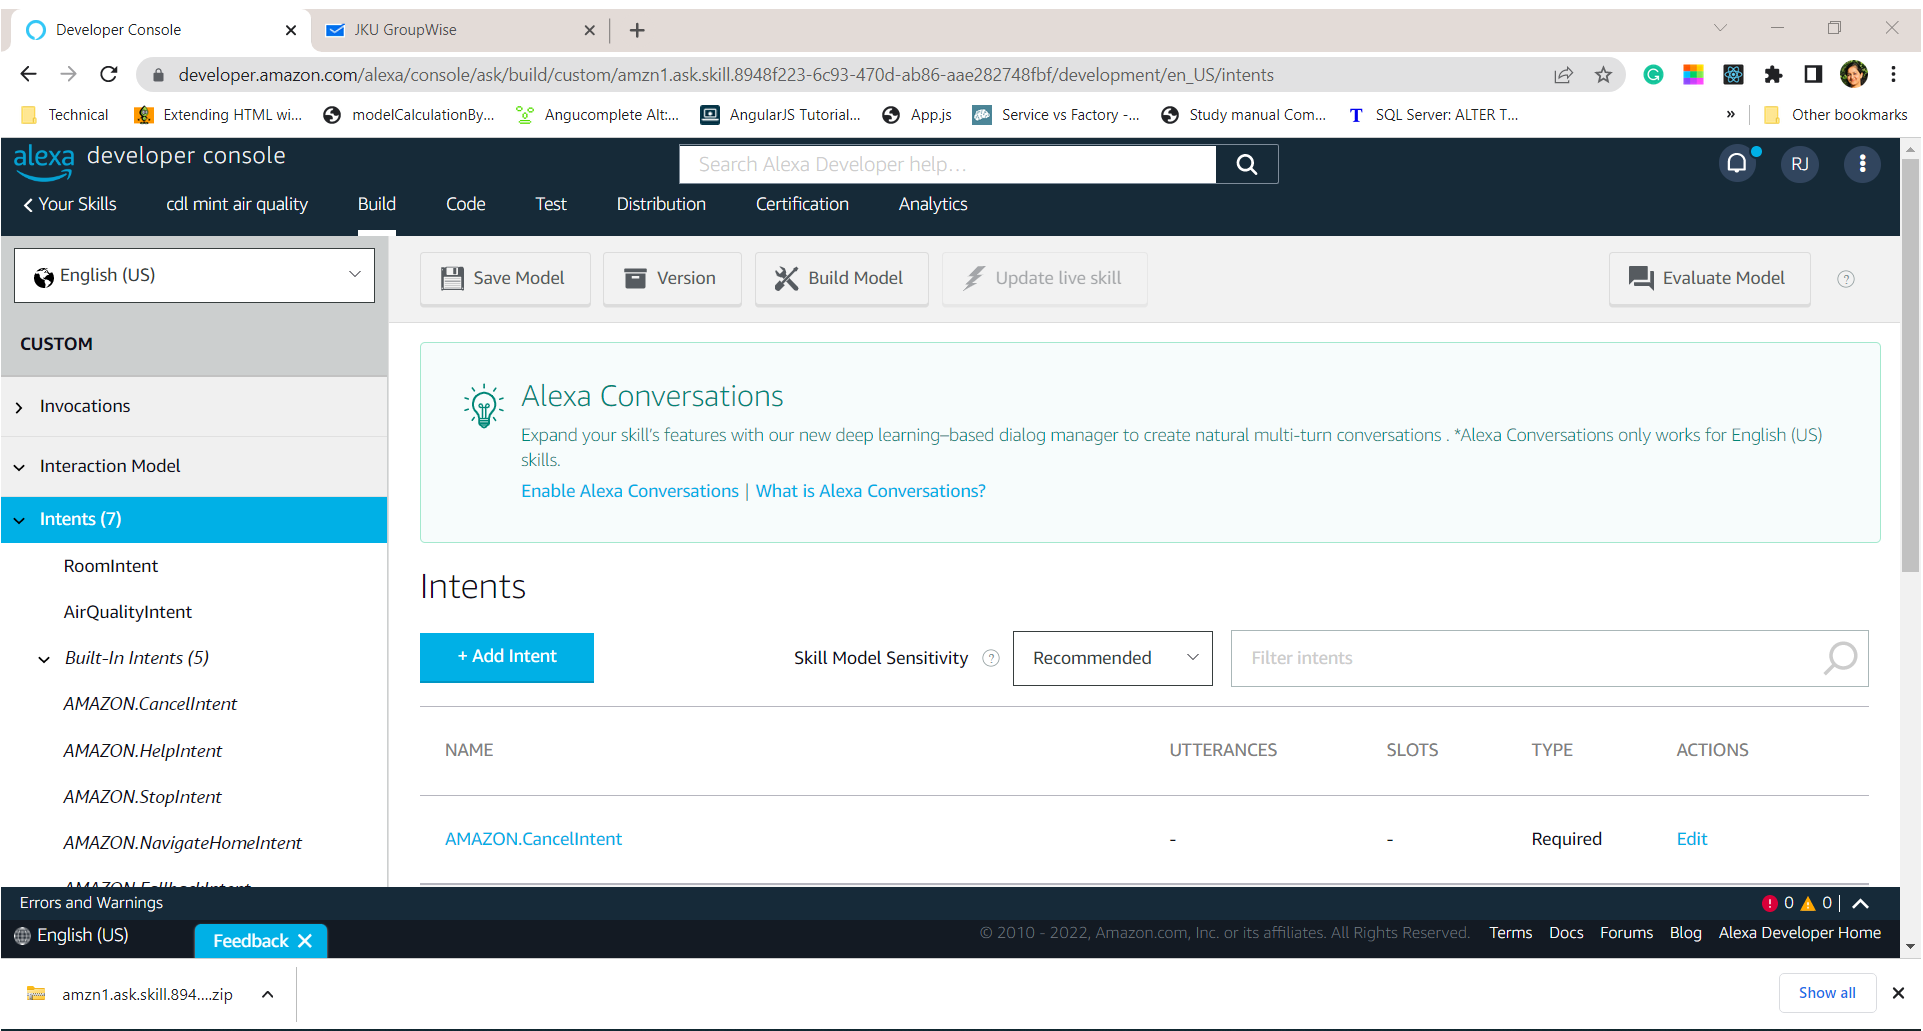 Developer Console
JKU GroupWise
developer.amazon.com/alexa/console/ask/build/custom/amzn1.ask.skill.8948f223-6c93-470d-ab86-aae282748fbf/development/en_US/intents
Technical
Extending HTML wi...
modelCalculationBy...
Angucomplete Alt:...
AngularJS Tutorial...
App.js
Service vs Factory -...
Study manual Com...
SQL Server: ALTER T...
»
Other bookmarks
alexa developer console
Search Alexa Developer help...
RJ
Your Skills
cdl mint air quality
Build
Code
Test
Distribution
Certification
Analytics
English (US)
Save Model
Version
Build Model
Update live skill
Evaluate Model
CUSTOM
Invocations
Interaction Model
Intents (7)
RoomIntent
AirQualityIntent
Built-In Intents (5)
AMAZON.CancelIntent
AMAZON.HelpIntent
AMAZON.StopIntent
AMAZON.NavigateHomeIntent
AMAZON.FallbackIntent
Alexa Conversations
Expand your skill's features with our new deep learning–based dialog manager to create natural multi-turn conversations . *Alexa Conversations only works for English (US)
skills.
Enable Alexa Conversations | What is Alexa Conversations?
Intents
+ Add Intent
Skill Model Sensitivity
Recommended
Filter intents
NAME UTTERANCES SLOTS TYPE ACTIONS
AMAZON.CancelIntent - - Required Edit
Errors and Warnings
0 0
English (US)
Feedback
© 2010 - 2022, Amazon.com, Inc. or its affiliates. All Rights Reserved. Terms Docs Forums Blog Alexa Developer Home
amzn1.ask.skill.894....zip
Show all